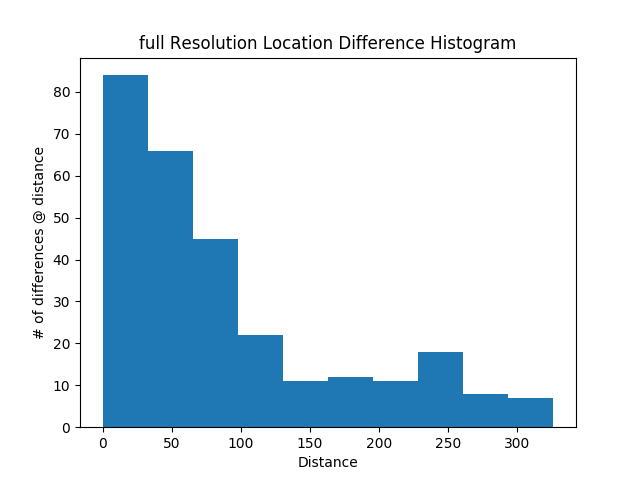 full Resolution Location Difference Histogram
# of differences @ distance
80
70
60
50
40
30
20
10
0
0 50 100 150 200 250 300
Distance